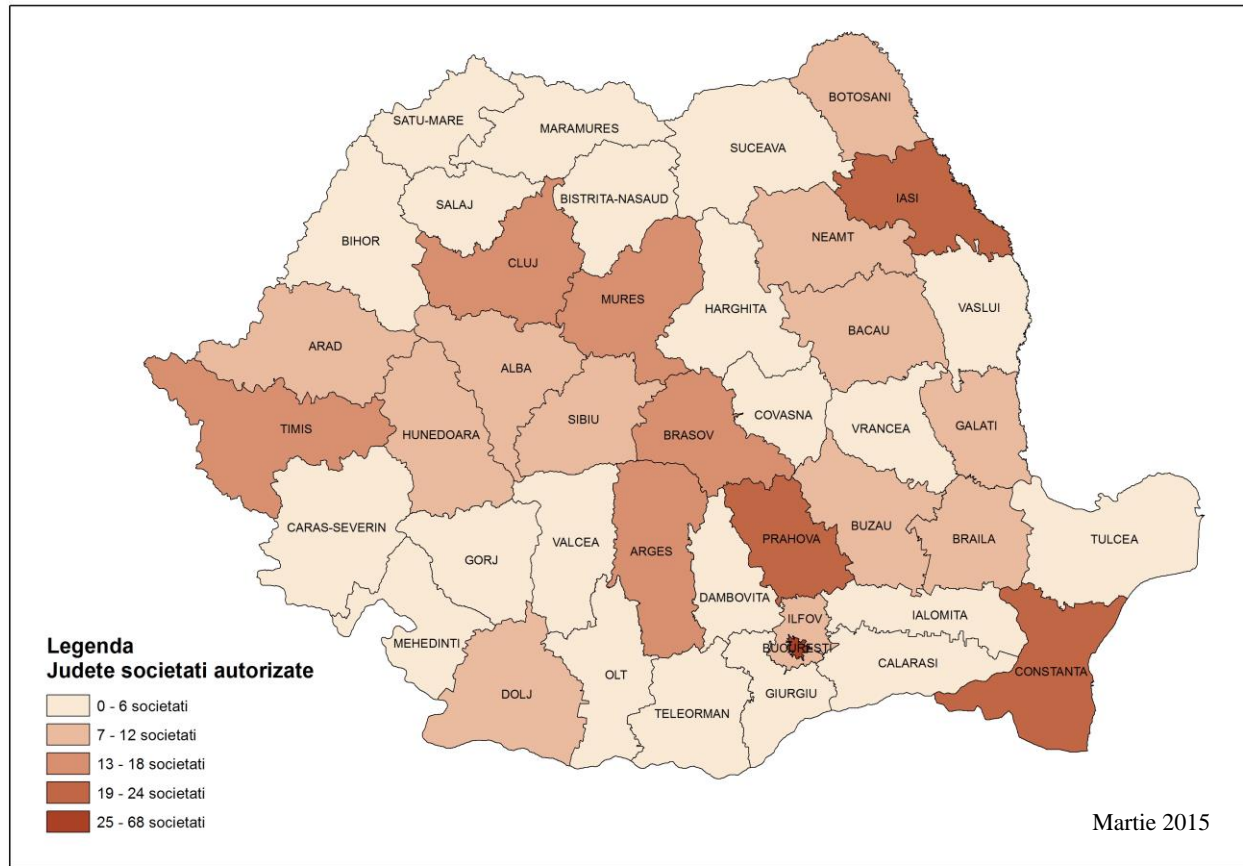 BOTOSANI
SATU-MARE
MARAMURES
SUCEAVA
IASI
SALAJ
BISTRITA-NASAUD
NEAMT
BIHOR
CLUJ
MURES
HARGHITA
VASLUI
BACAU
ARAD
ALBA
SIBIU
COVASNA
TIMIS
HUNEDOARA
BRASOV
VRANCEA
GALATI
CARAS-SEVERIN
VALCEA
BUZAU
GORJ
ARGES
PRAHOVA
BRAILA
TULCEA
DAMBOVITA
ILFOV
IALOMITA
MEHEDINTI
BUCURESTI
CALARASI
CONSTANTA
OLT
DOLJ
TELEORMAN
GIURGIU
Legenda
Judete societati autorizate
0 - 6 societati
7 - 12 societati
13 - 18 societati
19 - 24 societati
25 - 68 societati
Martie 2015